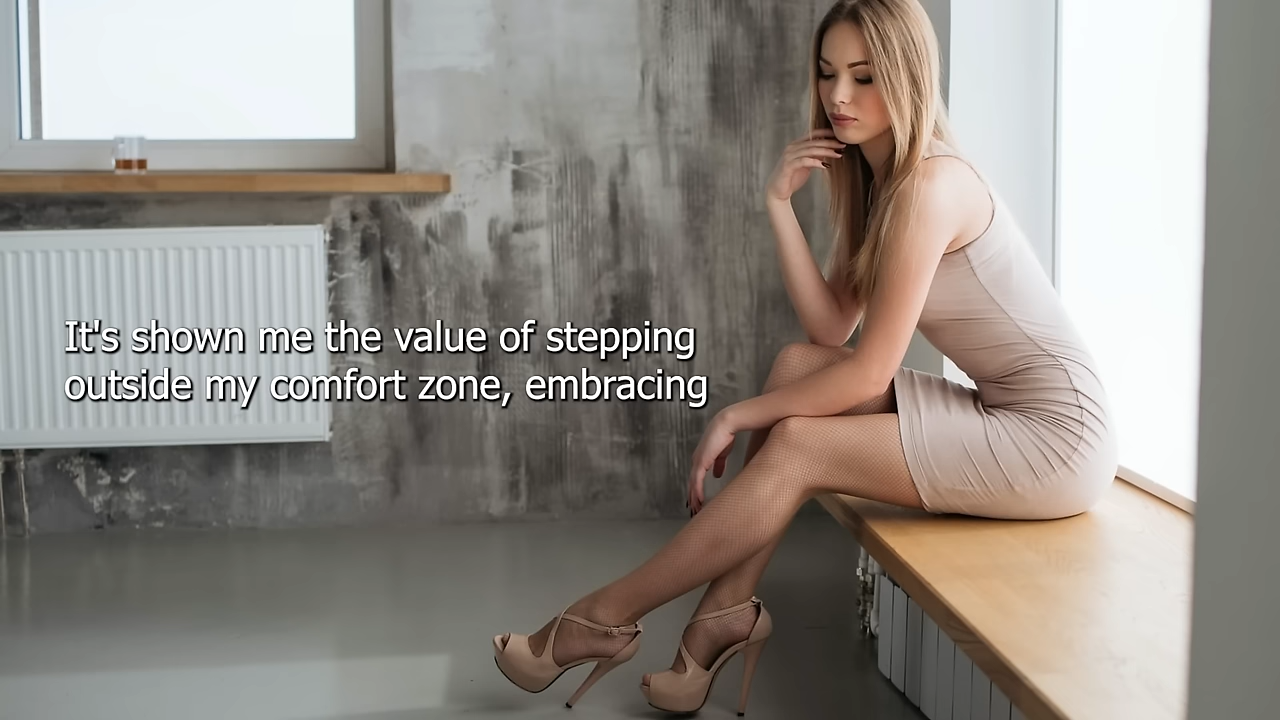 It's shown me the value of stepping
outside my comfort zone, embracing